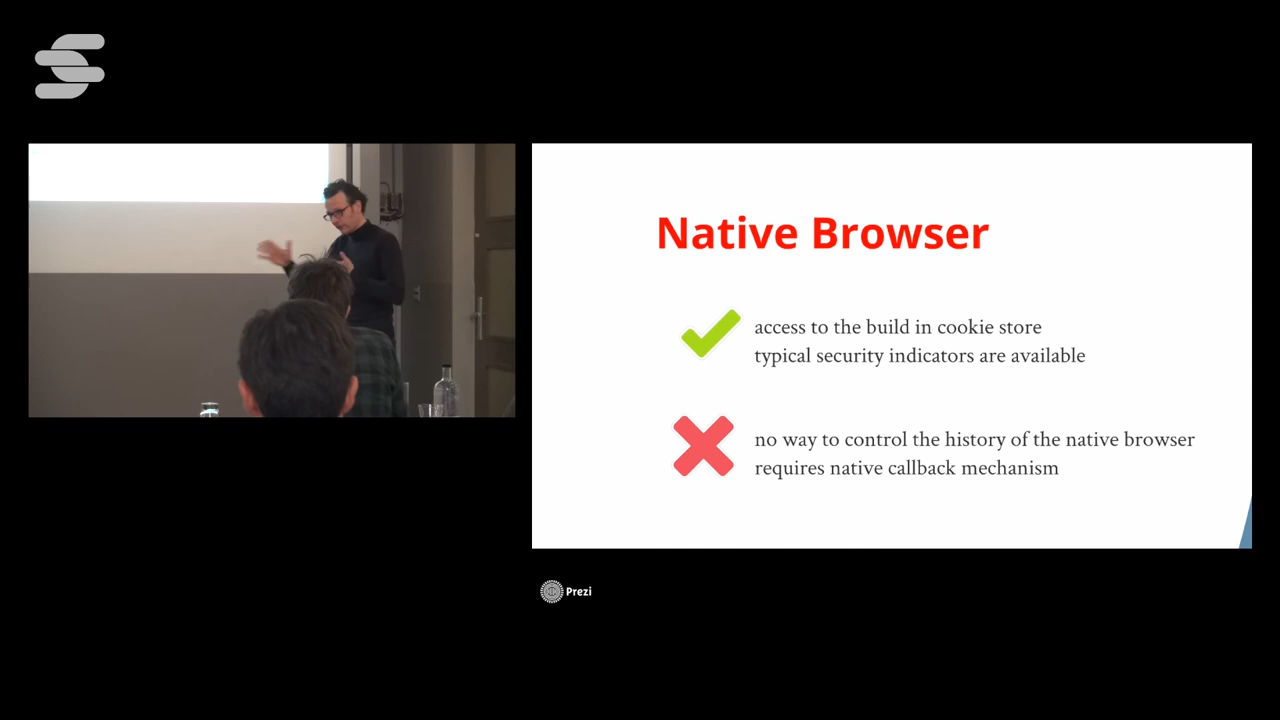 Native Browser
access to the build in cookie store
typical security indicators are available
no way to control the history of the native browser
requires native callback mechanism
Prezi